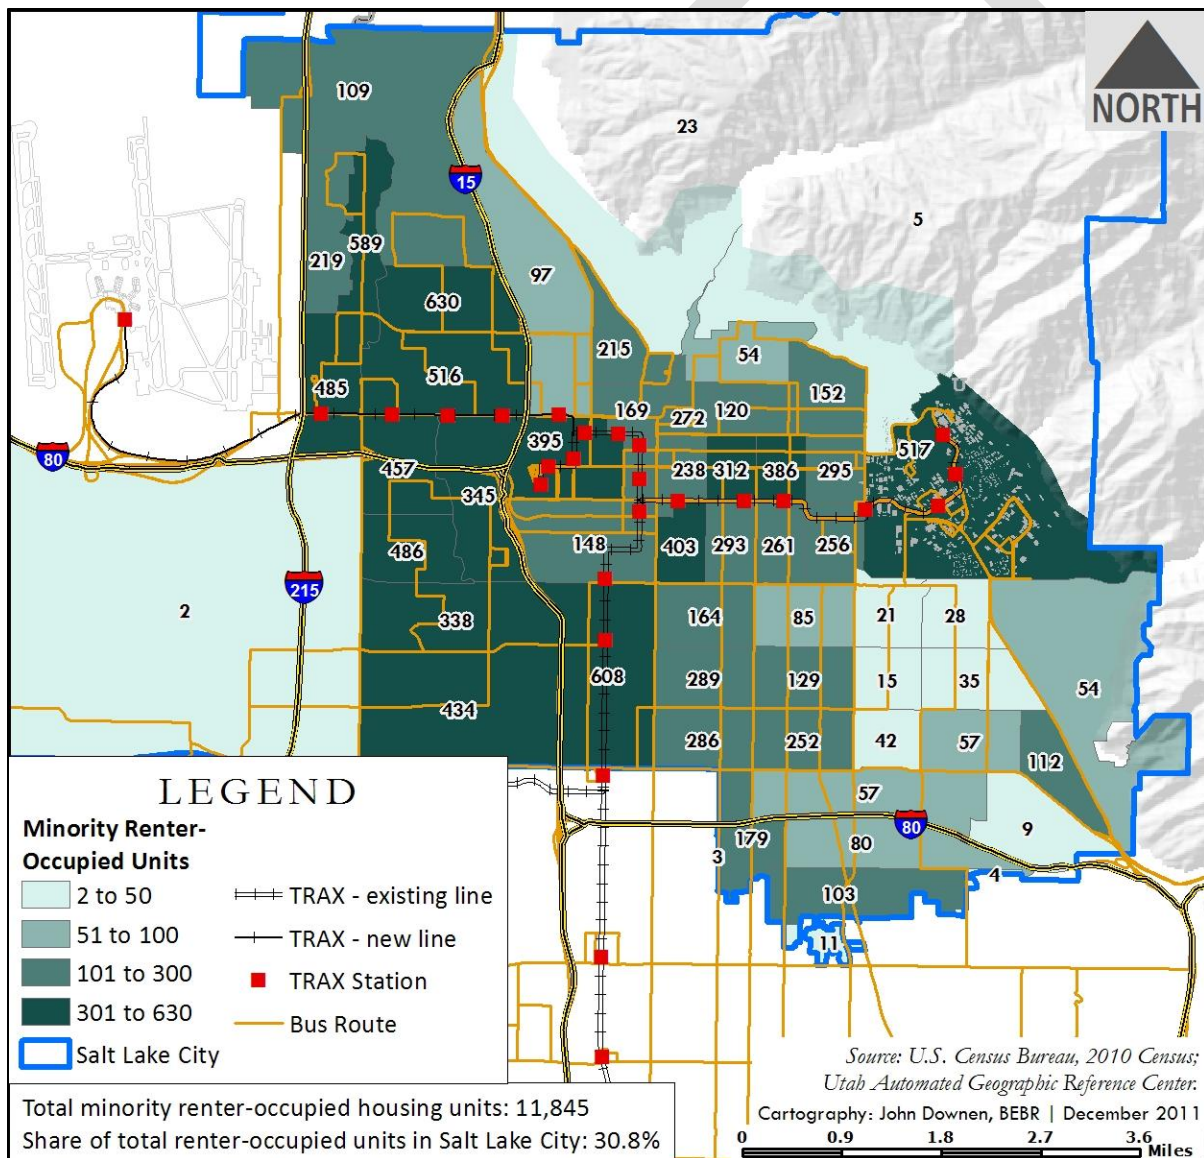 NORTH
109
23
15
5
589
219
97
630
215
54
516
152
485
169
120
272
395
517
80
457
238
312
386
295
345
148
403
293
261
256
486
215
2
338
164
85
21
28
608
289
129
15
35
54
434
286
252
42
57
112
57
80
9
179
80
3
4
103
11
LEGEND
Minority Renter-
Occupied Units
2 to 50
51 to 100
101 to 300
301 to 630
Salt Lake City
TRAX - existing line
TRAX - new line
TRAX Station
Bus Route
Source: U.S. Census Bureau, 2010 Census;
Utah Automated Geographic Reference Center.
Cartography: John Downen, BEBR | December 2011
0 0.9 1.8 2.7 3.6
Miles
Total minority renter-occupied housing units: 11,845
Share of total renter-occupied units in Salt Lake City: 30.8%